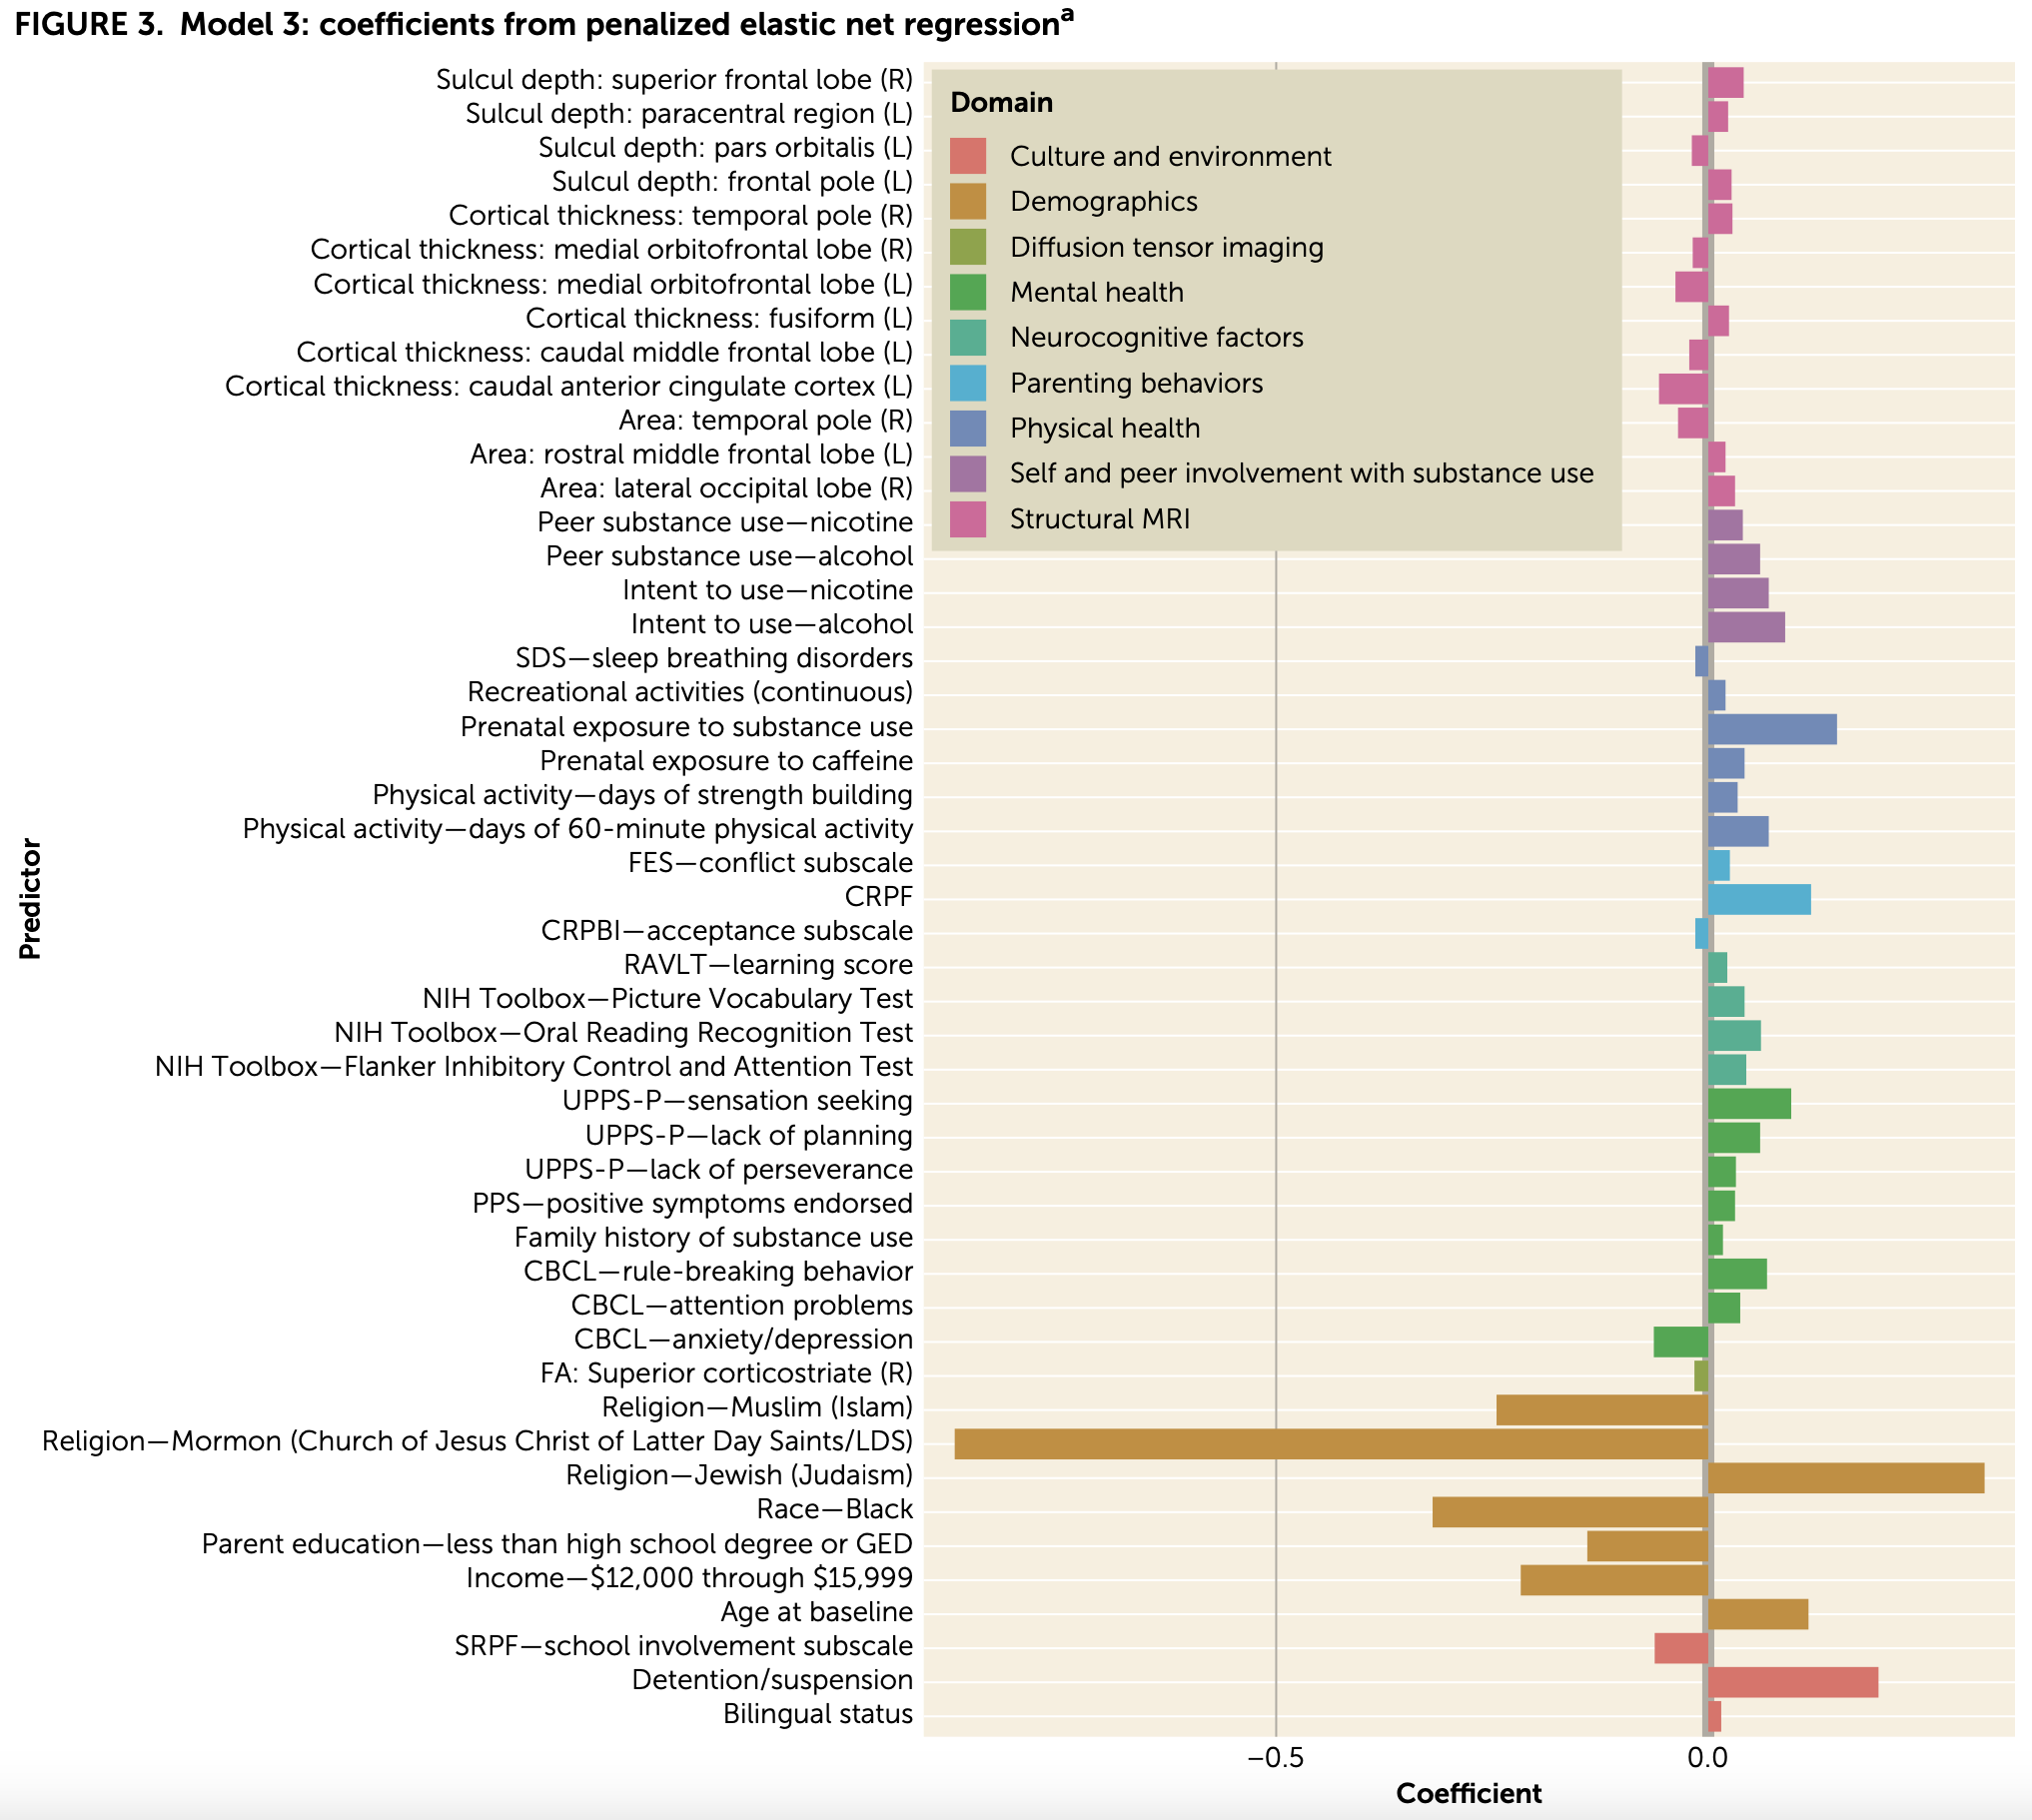 FIGURE 3. Model 3: coefficients from penalized elastic net regressionᵃ
Sulcul depth: superior frontal lobe (R)
Sulcul depth: paracentral region (L)
Sulcul depth: pars orbitalis (L)
Sulcul depth: frontal pole (L)
Cortical thickness: temporal pole (R)
Cortical thickness: medial orbitofrontal lobe (R)
Cortical thickness: medial orbitofrontal lobe (L)
Cortical thickness: fusiform (L)
Cortical thickness: caudal middle frontal lobe (L)
Cortical thickness: caudal anterior cingulate cortex (L)
Area: temporal pole (R)
Area: rostral middle frontal lobe (L)
Area: lateral occipital lobe (R)
Peer substance use—nicotine
Peer substance use—alcohol
Intent to use—nicotine
Intent to use—alcohol
SDS—sleep breathing disorders
Recreational activities (continuous)
Prenatal exposure to substance use
Prenatal exposure to caffeine
Physical activity—days of strength building
Physical activity—days of 60-minute physical activity
FES—conflict subscale
CRPF
CRPBI—acceptance subscale
RAVLT—learning score
NIH Toolbox—Picture Vocabulary Test
NIH Toolbox—Oral Reading Recognition Test
NIH Toolbox—Flanker Inhibitory Control and Attention Test
UPPS-P—sensation seeking
UPPS-P—lack of planning
UPPS-P—lack of perseverance
PPS—positive symptoms endorsed
Family history of substance use
CBCL—rule-breaking behavior
CBCL—attention problems
CBCL—anxiety/depression
FA: Superior corticostriate (R)
Religion—Muslim (Islam)
Religion—Mormon (Church of Jesus Christ of Latter Day Saints/LDS)
Religion—Jewish (Judaism)
Race—Black
Parent education—less than high school degree or GED
Income—$12,000 through $15,999
Age at baseline
SRPF—school involvement subscale
Detention/suspension
Bilingual status
Predictor
Domain
Culture and environment
Demographics
Diffusion tensor imaging
Mental health
Neurocognitive factors
Parenting behaviors
Physical health
Self and peer involvement with substance use
Structural MRI
−0.5
0.0
Coefficient